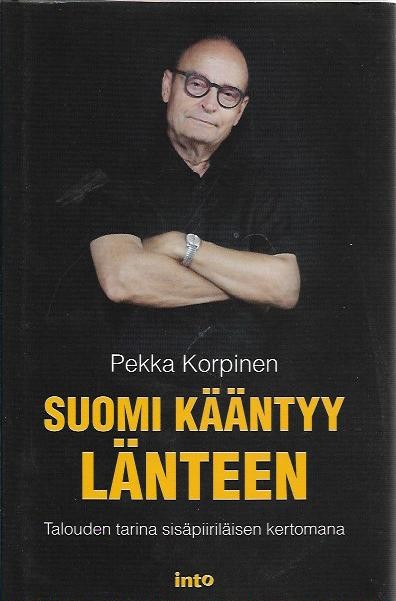 Pekka Korpinen
SUOMI KÄÄNTYY
LÄNTEEN
Talouden tarina sisäpiiriläisen kertomana
into